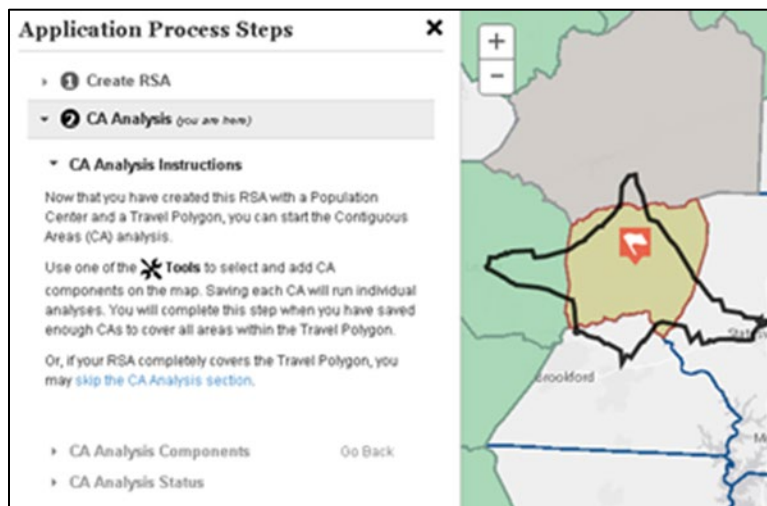 Application Process Steps
1 Create RSA
2 CA Analysis (you are here)
CA Analysis Instructions
Now that you have created this RSA with a Population
Center and a Travel Polygon, you can start the Contiguous
Areas (CA) analysis.
Use one of the Tools to select and add CA
components on the map. Saving each CA will run individual
analyses. You will complete this step when you have saved
enough CAs to cover all areas within the Travel Polygon.
Or, if your RSA completely covers the Travel Polygon, you
may skip the CA Analysis section.
CA Analysis Components Go Back
CA Analysis Status
+
−
Brookford